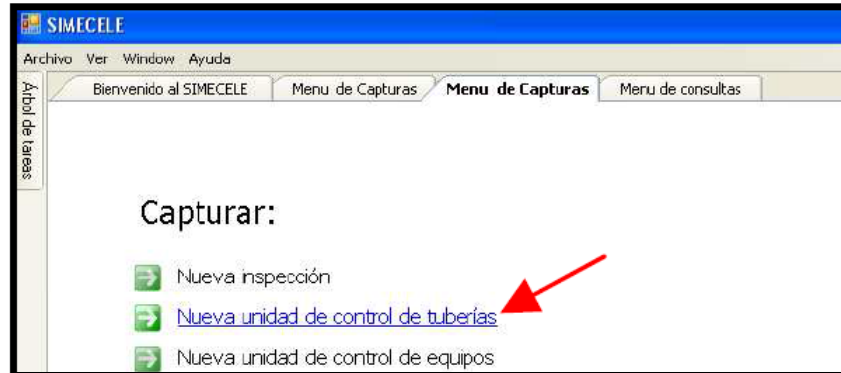 SIMECELE
Archivo Ver Window Ayuda
Bienvenido al SIMECELE Menu de Capturas Menu de Capturas Menu de consultas
Árbol de tareas
Capturar:
Nueva inspección
Nueva unidad de control de tuberías
Nueva unidad de control de equipos